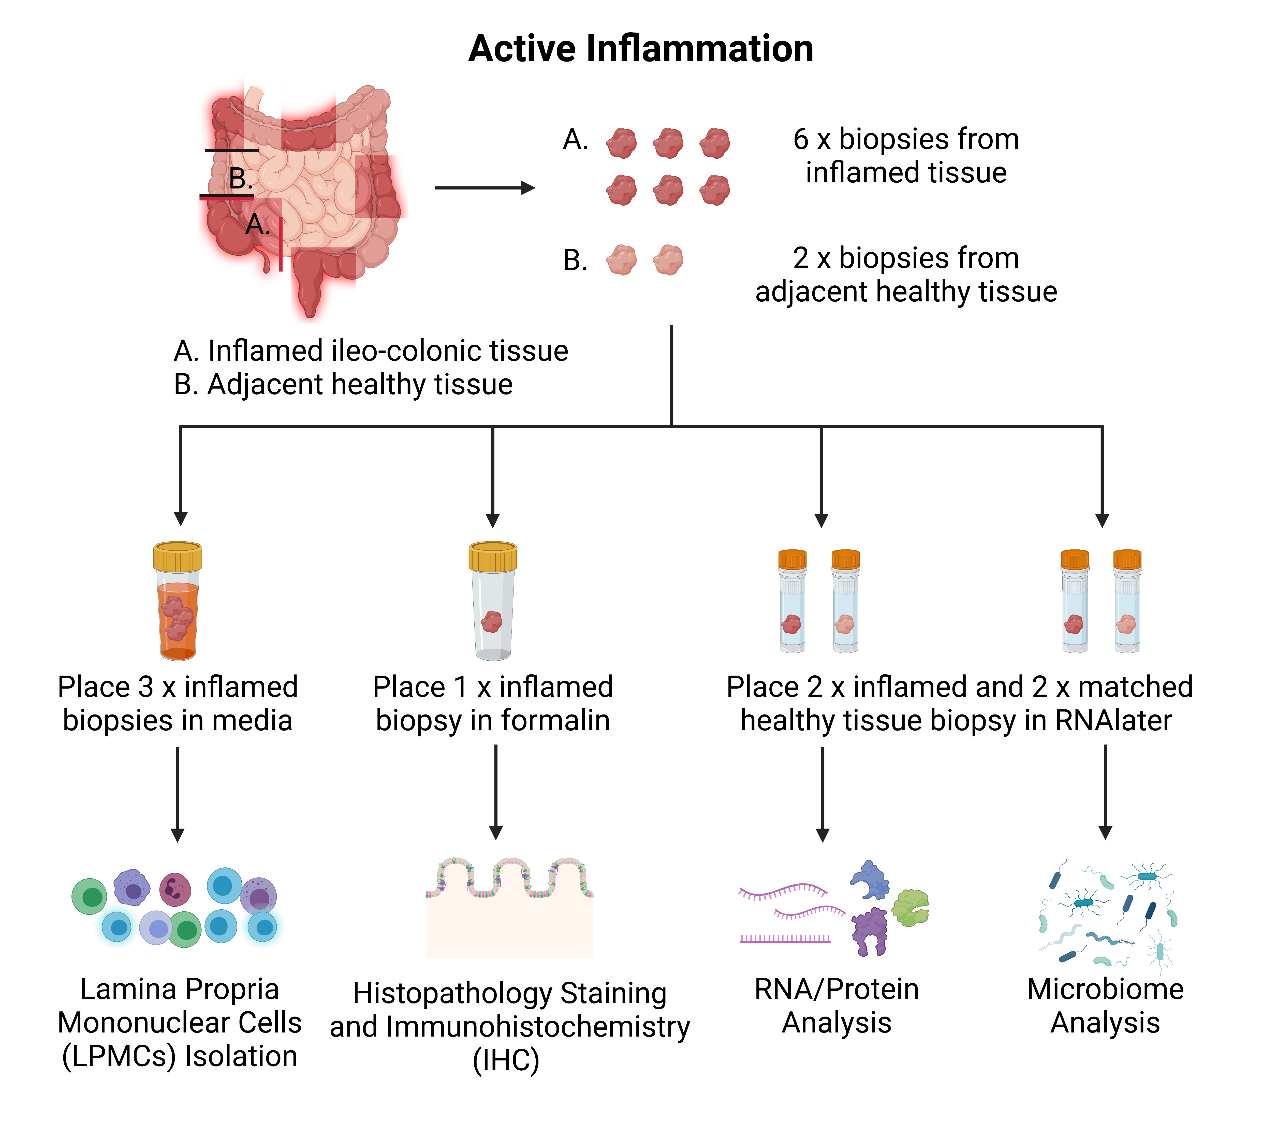 Active Inflammation
B.
A.
A.
6 x biopsies from
inflamed tissue
B.
2 x biopsies from
adjacent healthy tissue
A. Inflamed ileo-colonic tissue
B. Adjacent healthy tissue
Place 3 x inflamed
biopsies in media
Place 1 x inflamed
biopsy in formalin
Place 2 x inflamed and 2 x matched
healthy tissue biopsy in RNAlater
Lamina Propria
Mononuclear Cells
(LPMCs) Isolation
Histopathology Staining
and Immunohistochemistry
(IHC)
RNA/Protein
Analysis
Microbiome
Analysis